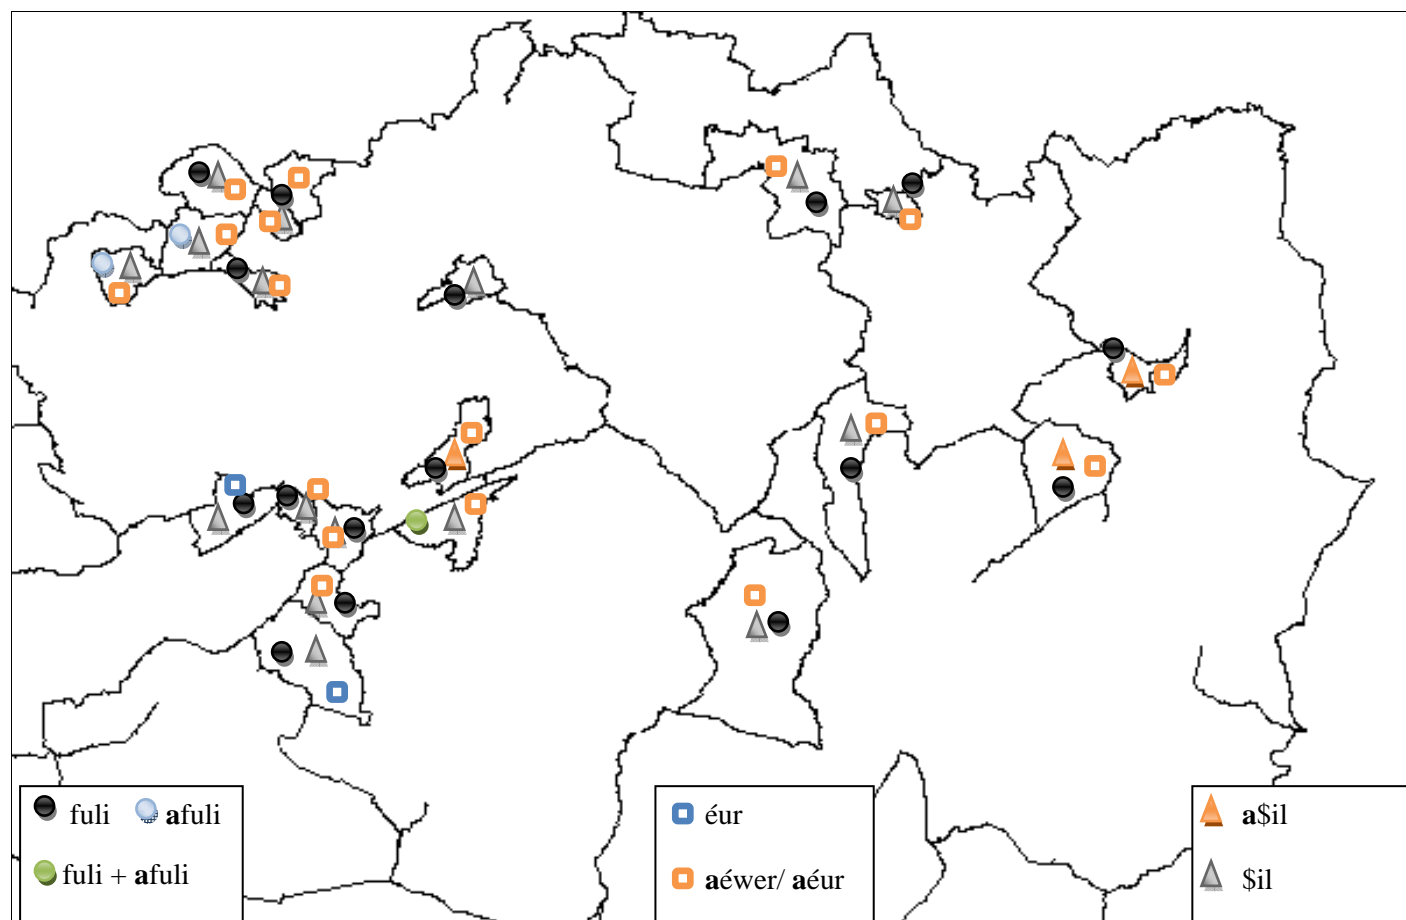 fuli afuli
fuli + afuli
éur
aéwer/ aéur
a$il
$il